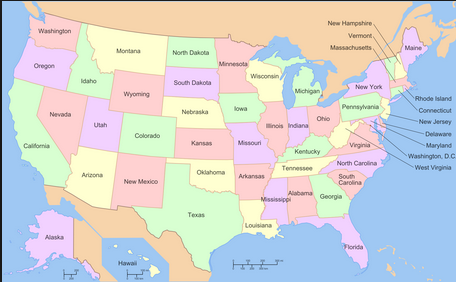 New Hampshire
Vermont
Massachusetts
Washington
Montana
North Dakota
Minnesota
Maine
Oregon
Idaho
South Dakota
Wisconsin
Michigan
New York
Wyoming
Rhode Island
Connecticut
New Jersey
Delaware
Maryland
Washington, D.C
West Virginia
Nevada
Utah
Colorado
Nebraska
Iowa
Illinois
Indiana
Ohio
Pennsylvania
California
Kansas
Missouri
Kentucky
Virginia
Arizona
New Mexico
Oklahoma
Arkansas
Tennessee
North Carolina
South
Carolina
Texas
Louisiana
Mississippi
Alabama
Georgia
Florida
Alaska
Hawaii